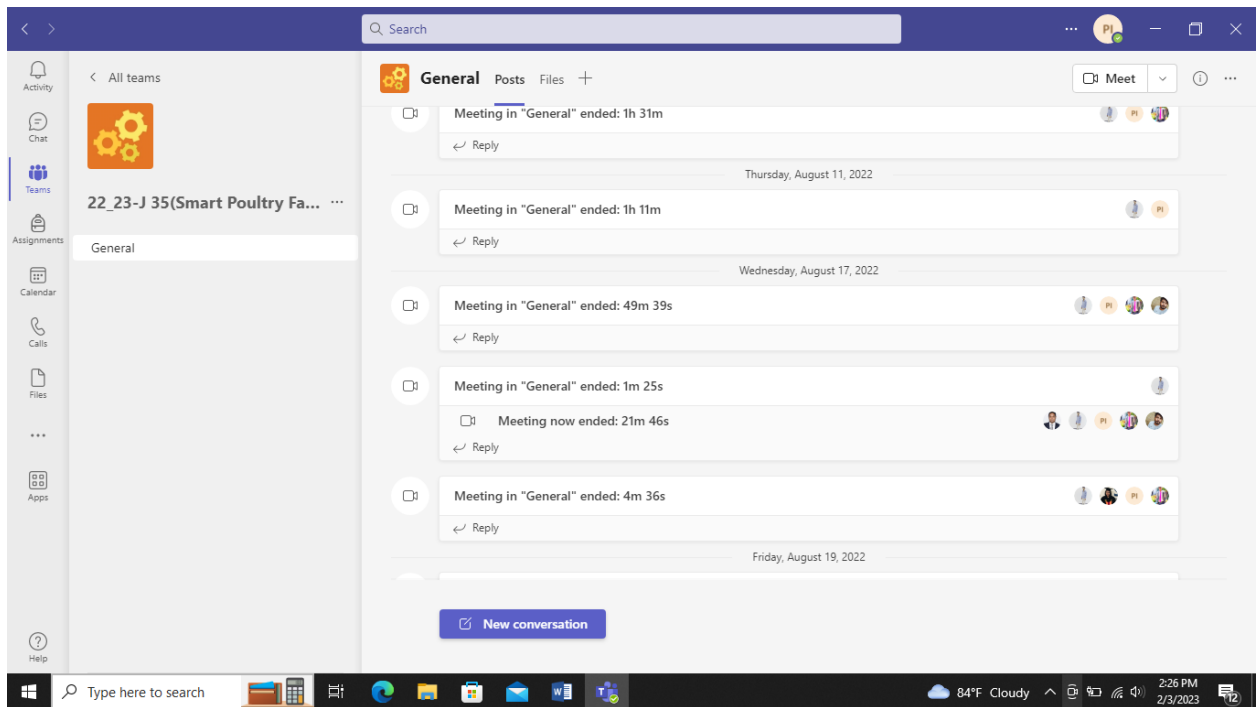 Search
PI
Activity
Chat
Teams
Assignments
Calendar
Calls
Files
Apps
Help
All teams
22_23-J 35(Smart Poultry Fa...
General
General Posts Files
Meet
Meeting in "General" ended: 1h 31m
PI
Reply
Thursday, August 11, 2022
Meeting in "General" ended: 1h 11m
PI
Reply
Wednesday, August 17, 2022
Meeting in "General" ended: 49m 39s
PI
Reply
Meeting in "General" ended: 1m 25s
Meeting now ended: 21m 46s
PI
Reply
Meeting in "General" ended: 4m 36s
PI
Reply
Friday, August 19, 2022
New conversation
Type here to search
84°F Cloudy
2:26 PM
2/3/2023
12